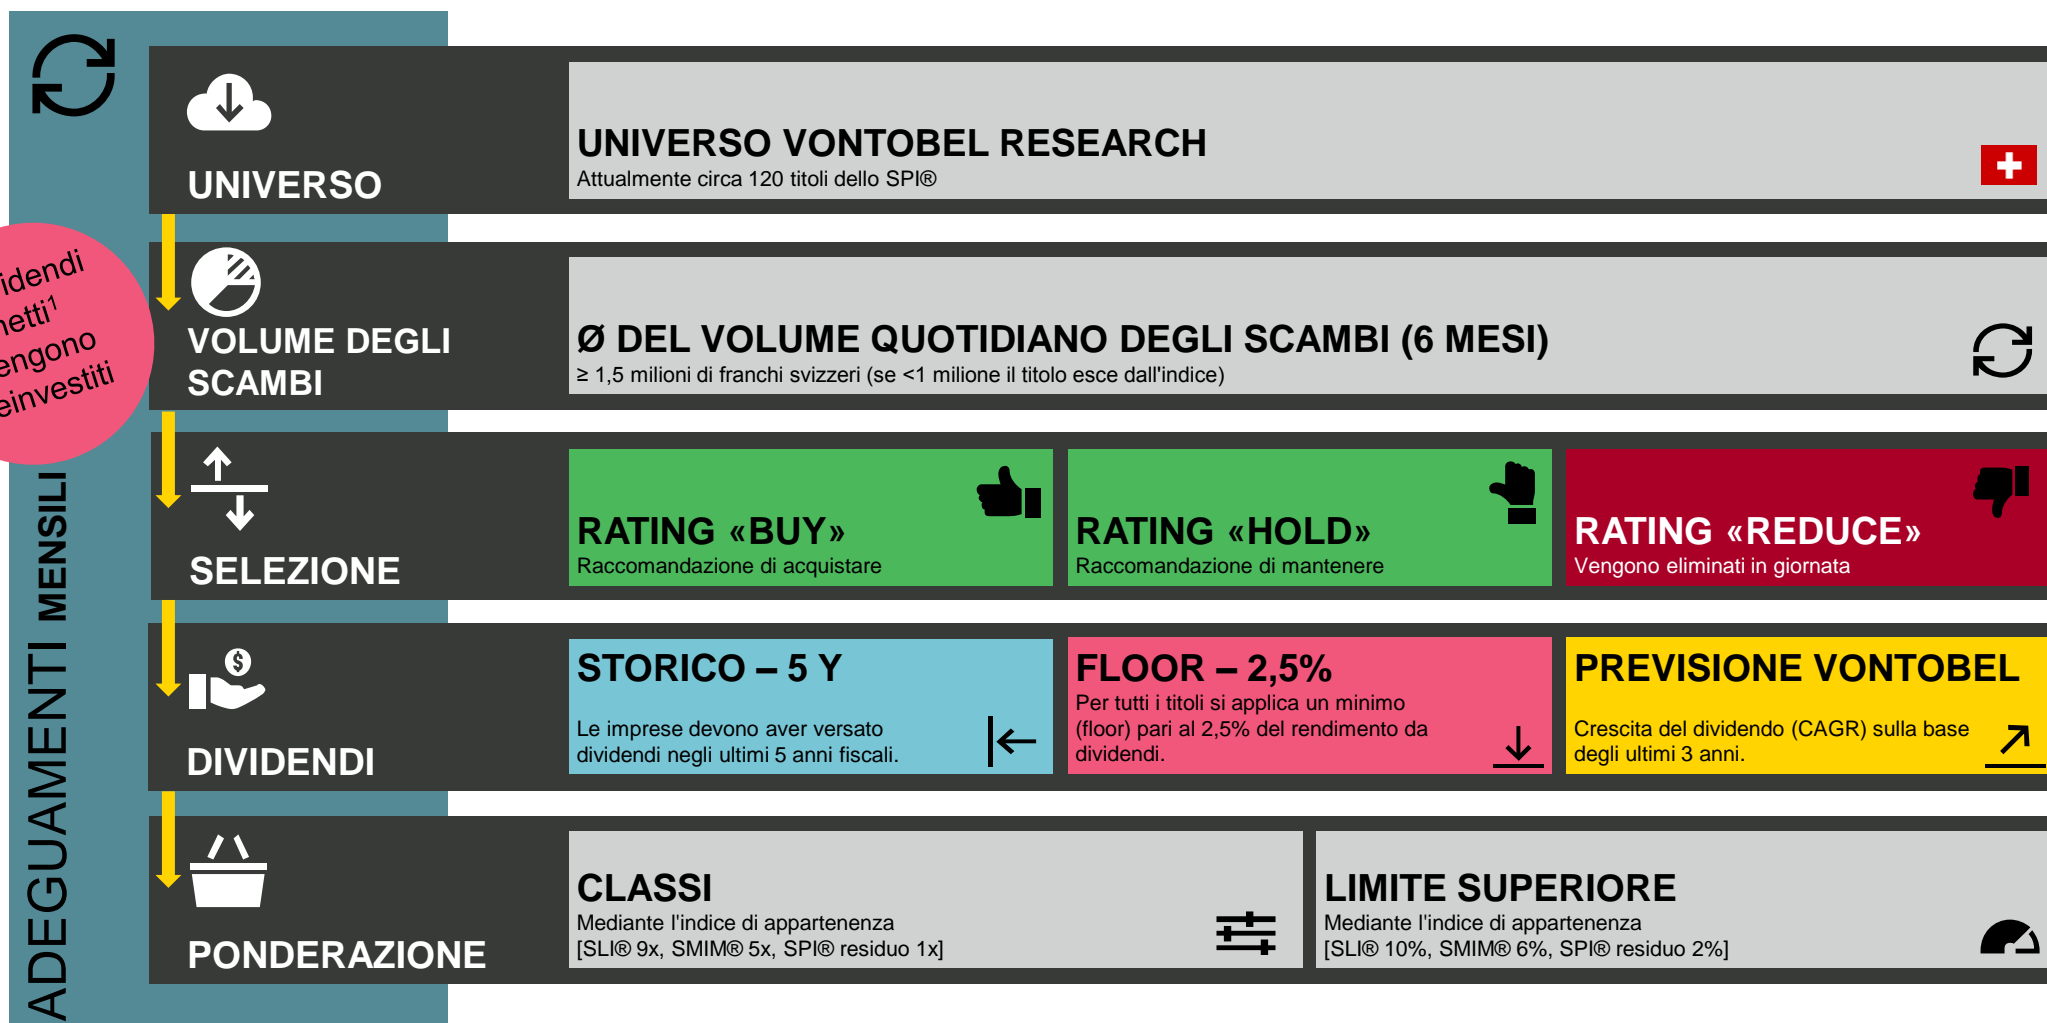 UNIVERSO
UNIVERSO VONTOBEL RESEARCH
Attualmente circa 120 titoli dello SPI®
VOLUME DEGLI
SCAMBI
Ø DEL VOLUME QUOTIDIANO DEGLI SCAMBI (6 MESI)
≥ 1,5 milioni di franchi svizzeri (se <1 milione il titolo esce dall'indice)
SELEZIONE
RATING «BUY»
Raccomandazione di acquistare
RATING «HOLD»
Raccomandazione di mantenere
RATING «REDUCE»
Vengono eliminati in giornata
DIVIDENDI
STORICO – 5 Y
Le imprese devono aver versato
dividendi negli ultimi 5 anni fiscali.
FLOOR – 2,5%
Per tutti i titoli si applica un minimo
(floor) pari al 2,5% del rendimento da
dividendi.
PREVISIONE VONTOBEL
Crescita del dividendo (CAGR) sulla base
degli ultimi 3 anni.
PONDERAZIONE
CLASSI
Mediante l'indice di appartenenza
[SLI® 9x, SMIM® 5x, SPI® residuo 1x]
LIMITE SUPERIORE
Mediante l'indice di appartenenza
[SLI® 10%, SMIM® 6%, SPI® residuo 2%]
ADEGUAMENTI MENSILI